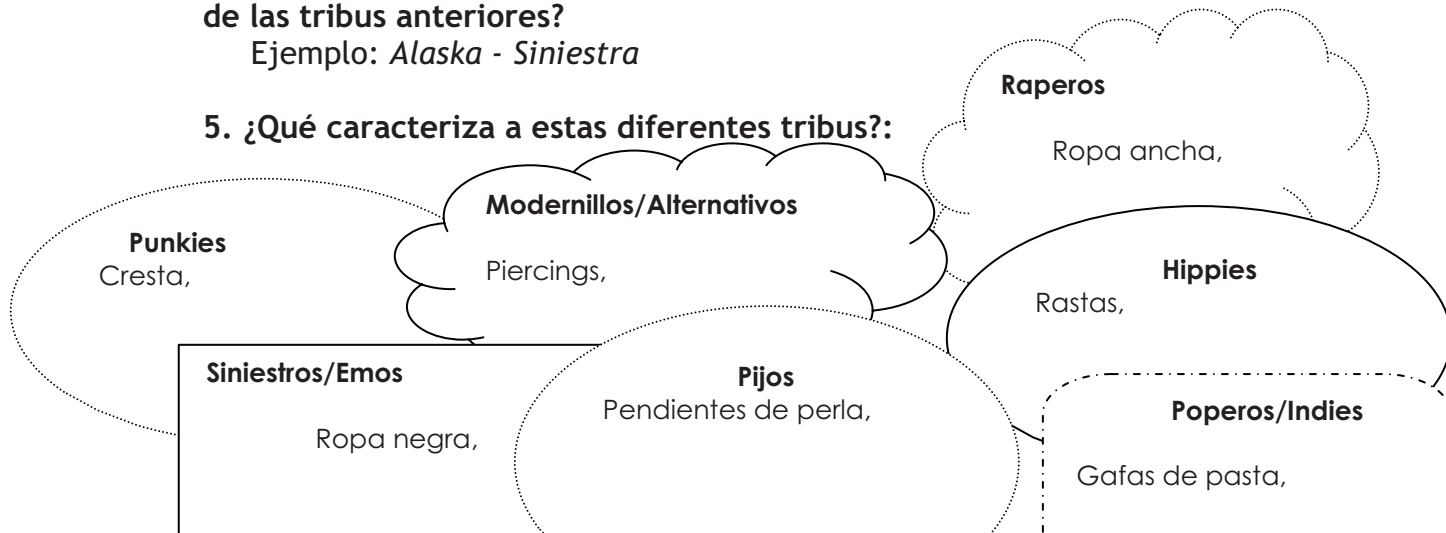 de las tribus anteriores?
Ejemplo: Alaska - Siniestra
5. ¿Qué caracteriza a estas diferentes tribus?:
Raperos
Ropa ancha,
Modernillos/Alternativos
Piercings,
Punkies
Cresta,
Hippies
Rastas,
Siniestros/Emos
Ropa negra,
Pijos
Pendientes de perla,
Poperos/Indies
Gafas de pasta,